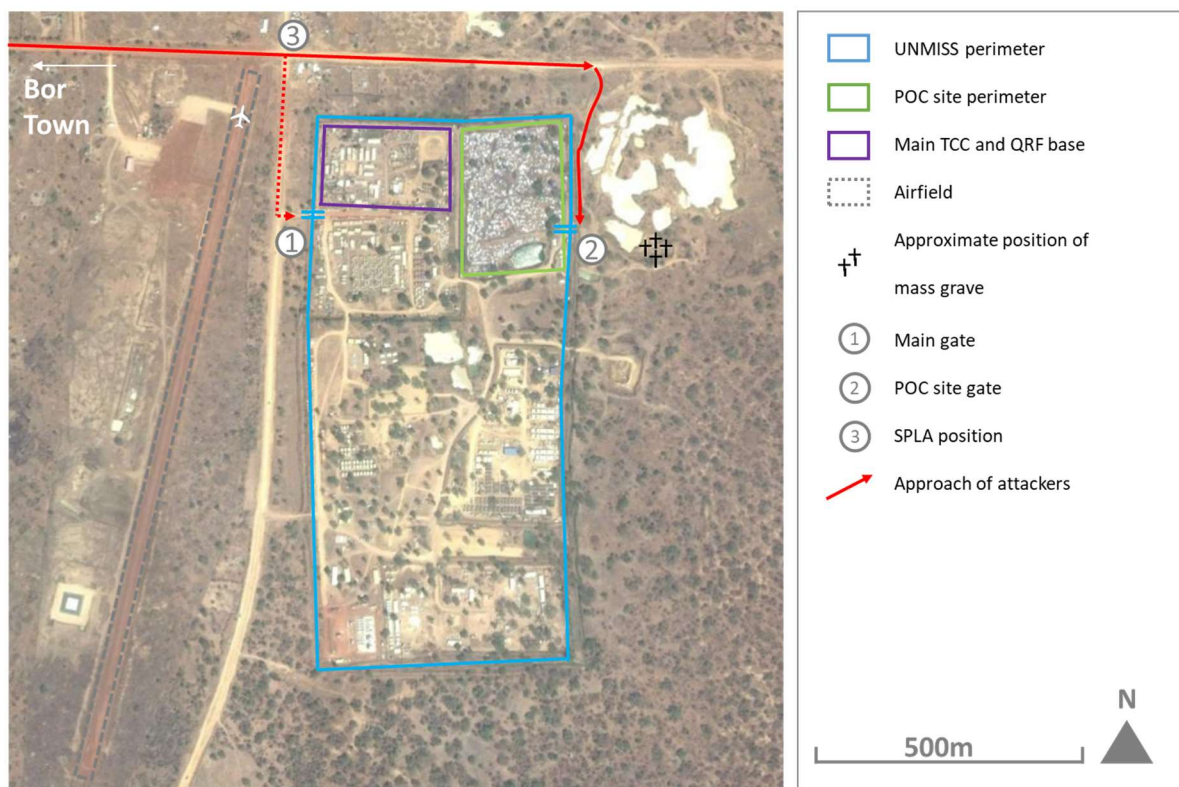 3
Bor
Town
1
2
UNMISS perimeter
POC site perimeter
Main TCC and QRF base
Airfield
Approximate position of
mass grave
1 Main gate
2 POC site gate
3 SPLA position
Approach of attackers
500m
N